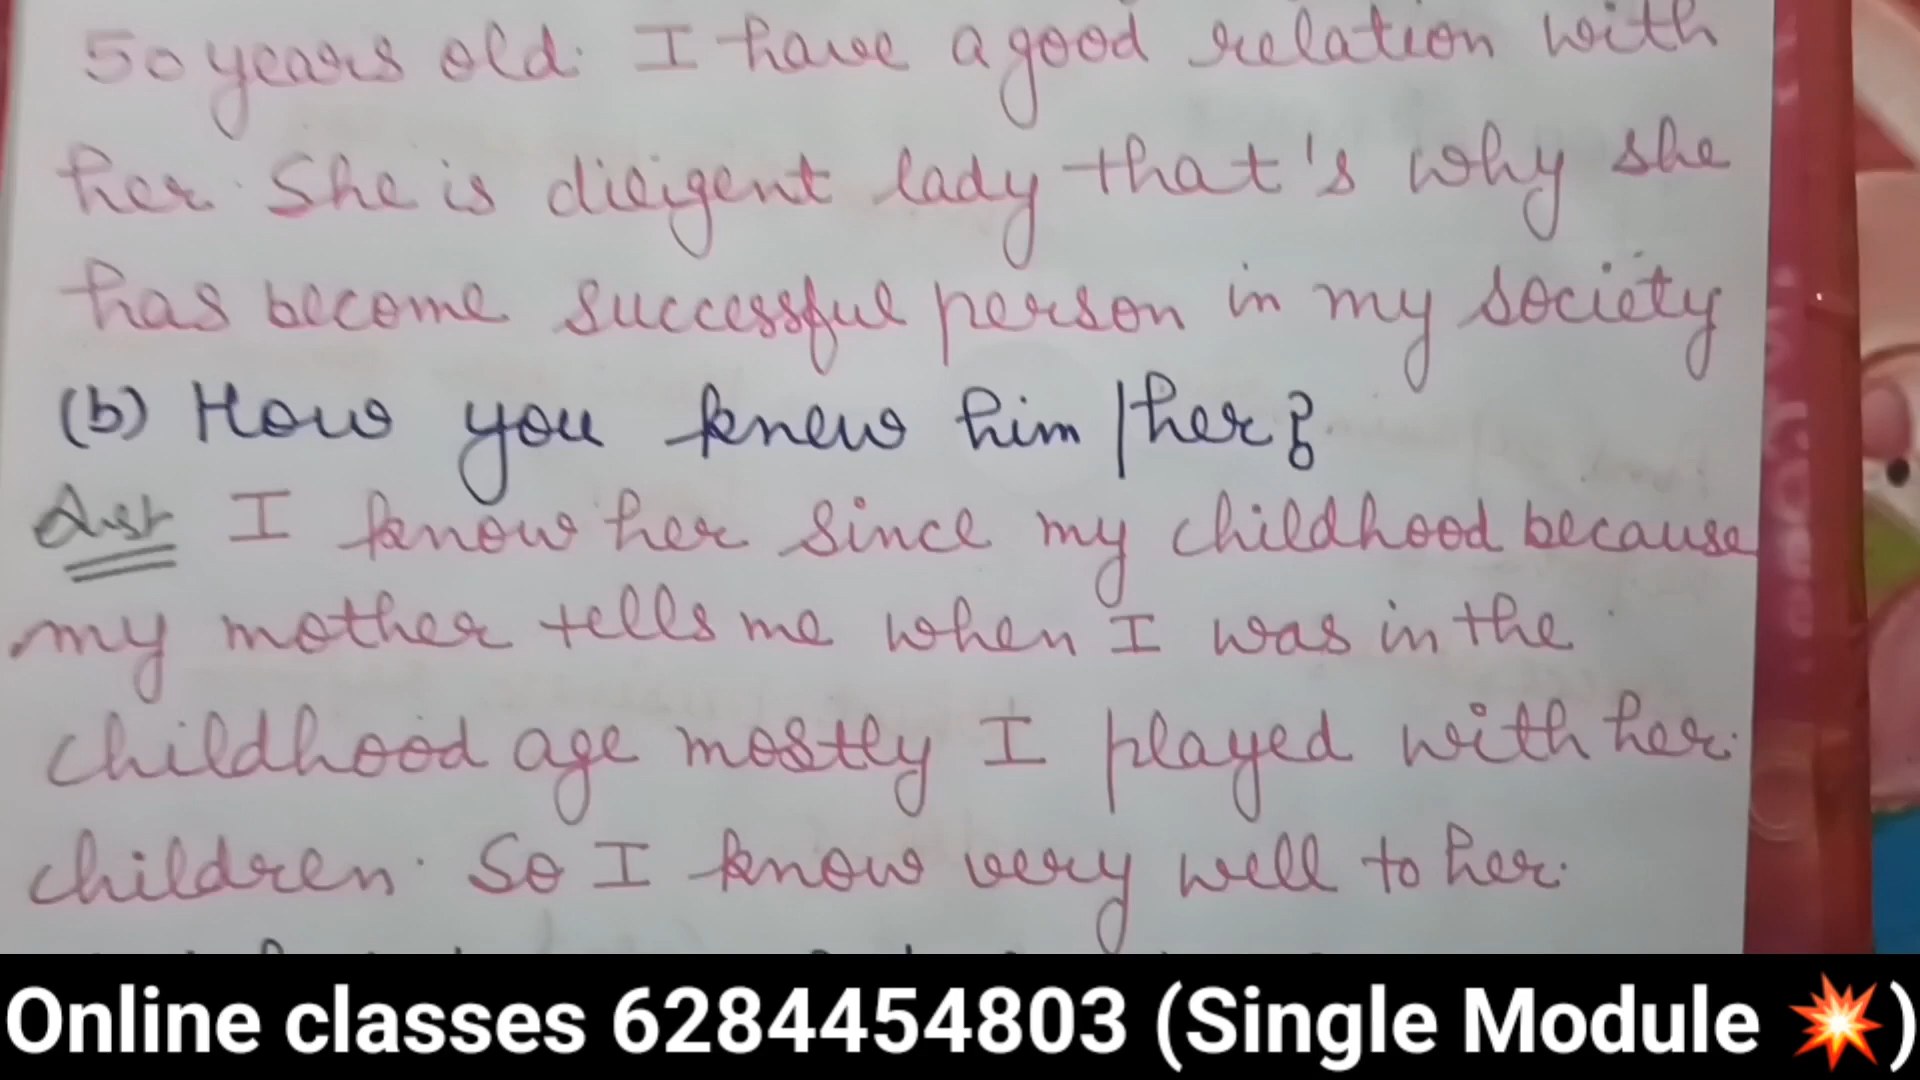 50 years old. I have a good relation with
her. She is diligent lady that's why she
has become successful person in my society
(b) How you knew him/her?
Ans I know her since my childhood because
my mother tells me when I was in the
childhood age mostly I played with her.
children. So I know very well to her.
Online classes 6284454803 (Single Module 💥)